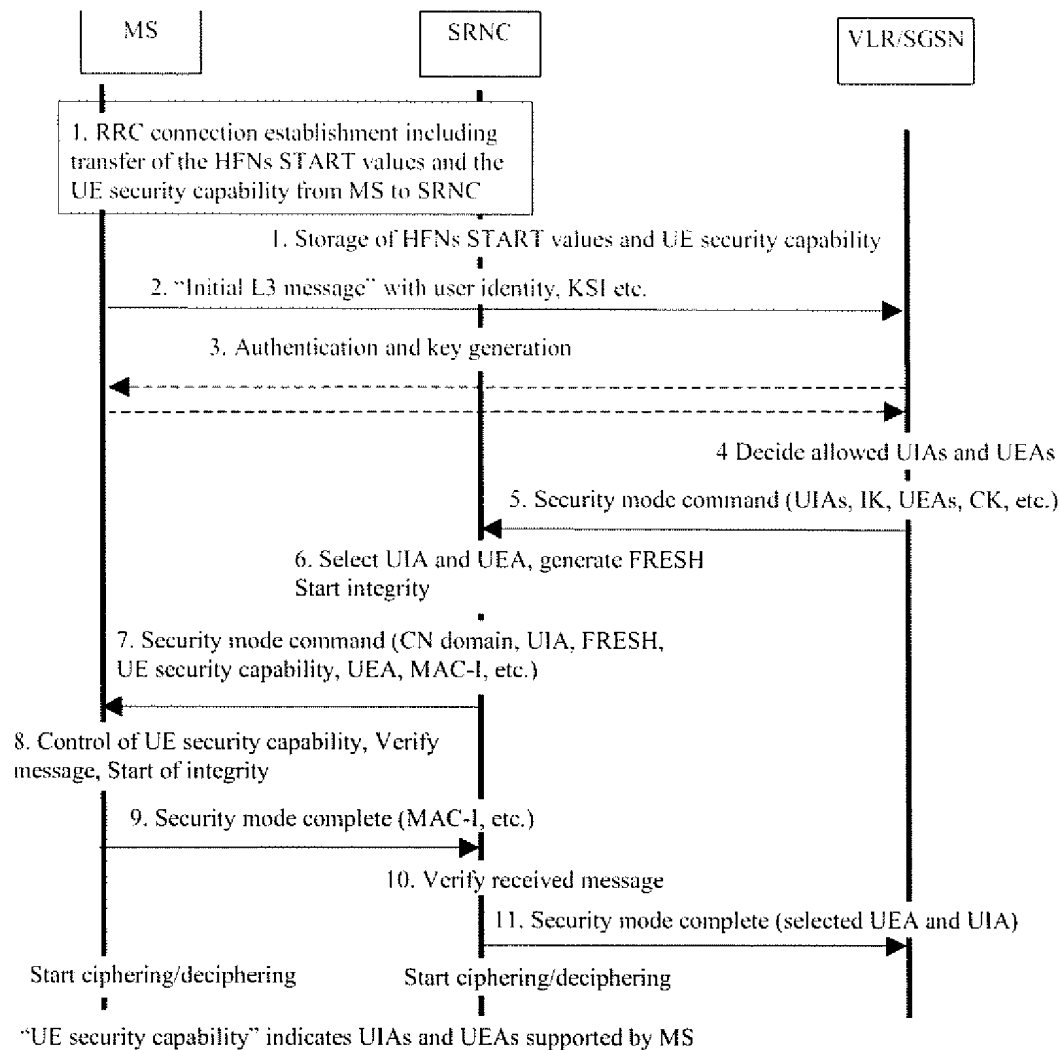 MS
SRNC
VLR/SGSN
1. RRC connection establishment including
transfer of the HFNs START values and the
UE security capability from MS to SRNC
1. Storage of HFNs START values and UE security capability
2. “Initial L3 message” with user identity, KSI etc.
3. Authentication and key generation
4 Decide allowed UIAs and UEAs
5. Security mode command (UIAs, IK, UEAs, CK, etc.)
6. Select UIA and UEA, generate FRESH
Start integrity
7. Security mode command (CN domain, UIA, FRESH,
UE security capability, UEA, MAC-I, etc.)
8. Control of UE security capability, Verify
message, Start of integrity
9. Security mode complete (MAC-I, etc.)
10. Verify received message
11. Security mode complete (selected UEA and UIA)
Start ciphering/deciphering
Start ciphering/deciphering
“UE security capability” indicates UIAs and UEAs supported by MS